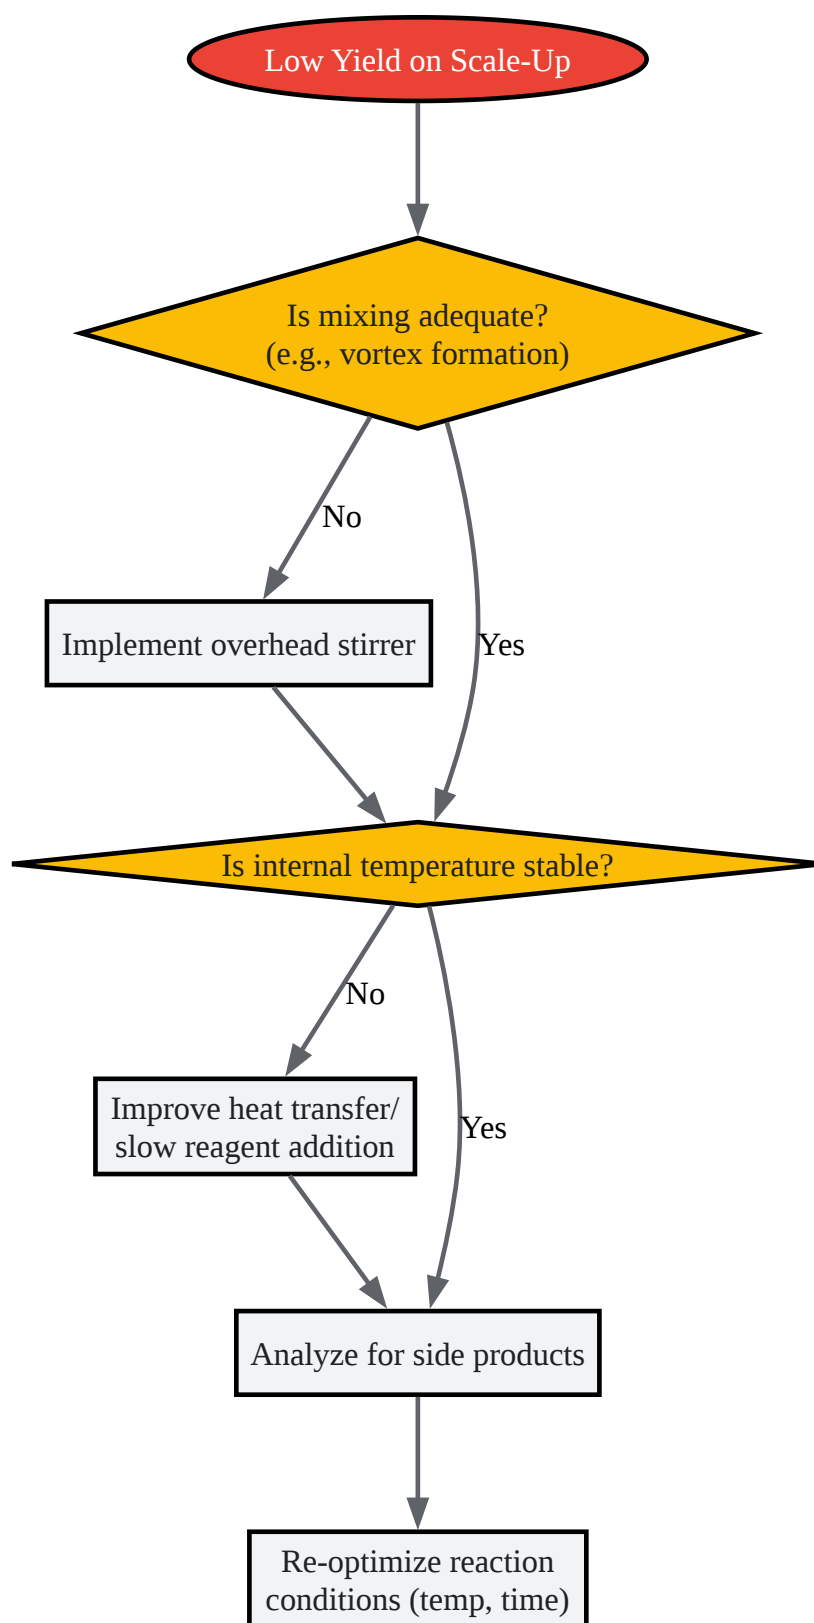 Low Yield on Scale-Up
Is mixing adequate?
(e.g., vortex formation)
No
Implement overhead stirrer
Yes
Is internal temperature stable?
No
Improve heat transfer/
slow reagent addition
Yes
Analyze for side products
Re-optimize reaction
conditions (temp, time)